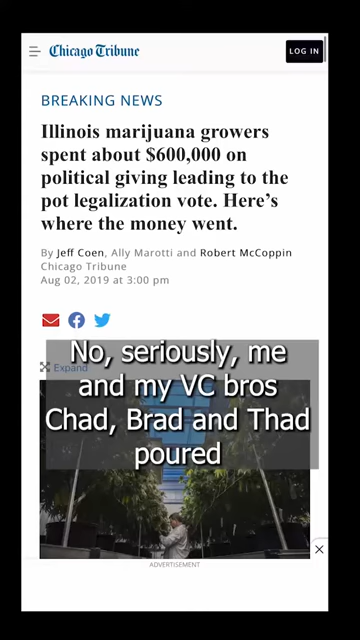 Chicago Tribune
LOG IN
BREAKING NEWS
Illinois marijuana growers
spent about $600,000 on
political giving leading to the
pot legalization vote. Here's
where the money went.
By Jeff Coen, Ally Marotti and Robert McCoppin
Chicago Tribune
Aug 02, 2019 at 3:00 pm
Expand
No, seriously, me
and my VC bros
Chad, Brad and Thad
poured
ADVERTISEMENT